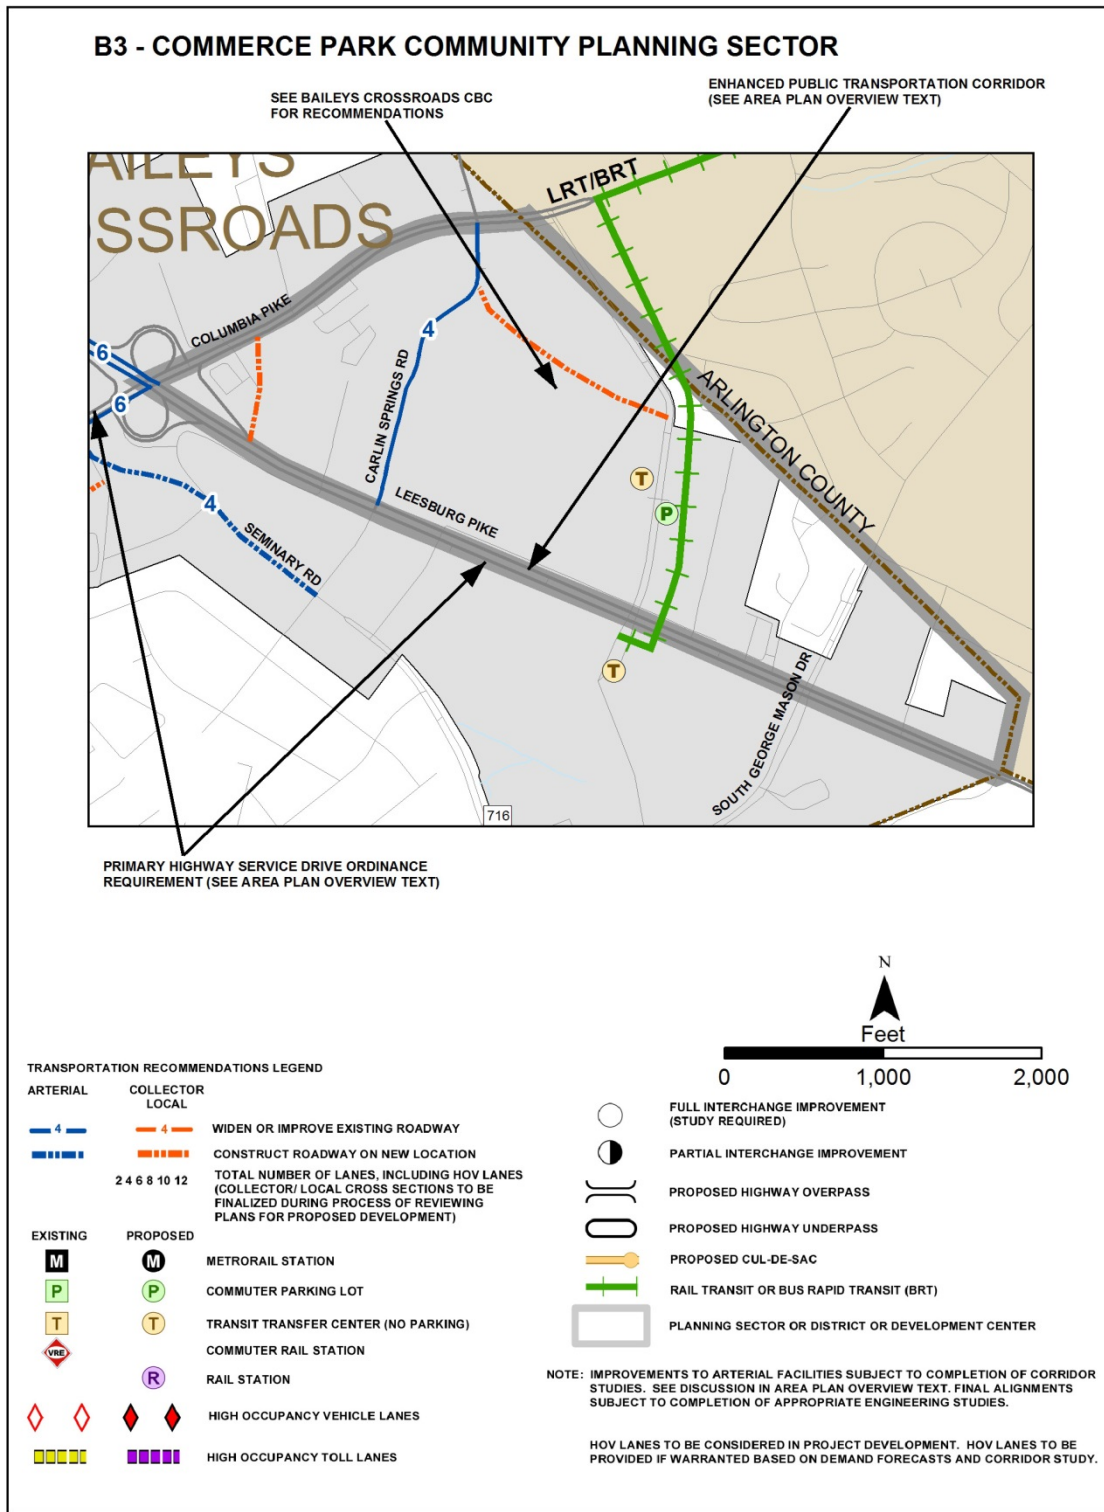 B3 - COMMERCE PARK COMMUNITY PLANNING SECTOR
SEE BAILEYS CROSSROADS CBC
FOR RECOMMENDATIONS
ENHANCED PUBLIC TRANSPORTATION CORRIDOR
(SEE AREA PLAN OVERVIEW TEXT)
AILEYS
SSROADS
LRT/BRT
COLUMBIA PIKE
4
6
6
CARLIN SPRINGS RD
ARLINGTON COUNTY
T
P
LEESBURG PIKE
4
SEMINARY RD
T
SOUTH GEORGE MASON DR
716
PRIMARY HIGHWAY SERVICE DRIVE ORDINANCE
REQUIREMENT (SEE AREA PLAN OVERVIEW TEXT)
N
Feet
0 1,000 2,000
TRANSPORTATION RECOMMENDATIONS LEGEND
ARTERIAL COLLECTOR
LOCAL
4 4 WIDEN OR IMPROVE EXISTING ROADWAY
CONSTRUCT ROADWAY ON NEW LOCATION
2 4 6 8 10 12 TOTAL NUMBER OF LANES, INCLUDING HOV LANES
(COLLECTOR/ LOCAL CROSS SECTIONS TO BE
FINALIZED DURING PROCESS OF REVIEWING
PLANS FOR PROPOSED DEVELOPMENT)
EXISTING PROPOSED
M M METRORAIL STATION
P P COMMUTER PARKING LOT
T T TRANSIT TRANSFER CENTER (NO PARKING)
VRE COMMUTER RAIL STATION
R RAIL STATION
HIGH OCCUPANCY VEHICLE LANES
HIGH OCCUPANCY TOLL LANES
FULL INTERCHANGE IMPROVEMENT
(STUDY REQUIRED)
PARTIAL INTERCHANGE IMPROVEMENT
PROPOSED HIGHWAY OVERPASS
PROPOSED HIGHWAY UNDERPASS
PROPOSED CUL-DE-SAC
RAIL TRANSIT OR BUS RAPID TRANSIT (BRT)
PLANNING SECTOR OR DISTRICT OR DEVELOPMENT CENTER
NOTE: IMPROVEMENTS TO ARTERIAL FACILITIES SUBJECT TO COMPLETION OF CORRIDOR
STUDIES. SEE DISCUSSION IN AREA PLAN OVERVIEW TEXT. FINAL ALIGNMENTS
SUBJECT TO COMPLETION OF APPROPRIATE ENGINEERING STUDIES.
HOV LANES TO BE CONSIDERED IN PROJECT DEVELOPMENT. HOV LANES TO BE
PROVIDED IF WARRANTED BASED ON DEMAND FORECASTS AND CORRIDOR STUDY.